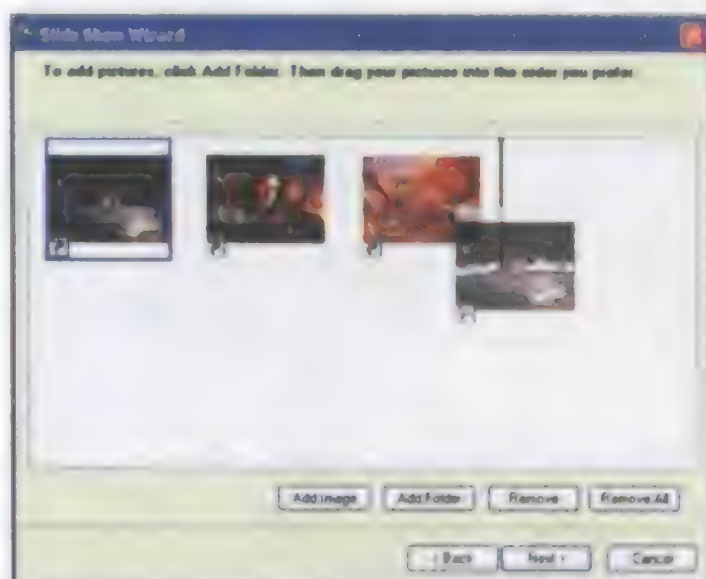 Slide Show Wizard
To add pictures, click Add Folder. Then drag your pictures into the order you prefer.
Add Image Add Folder Remove Remove All
< Back Next > Cancel